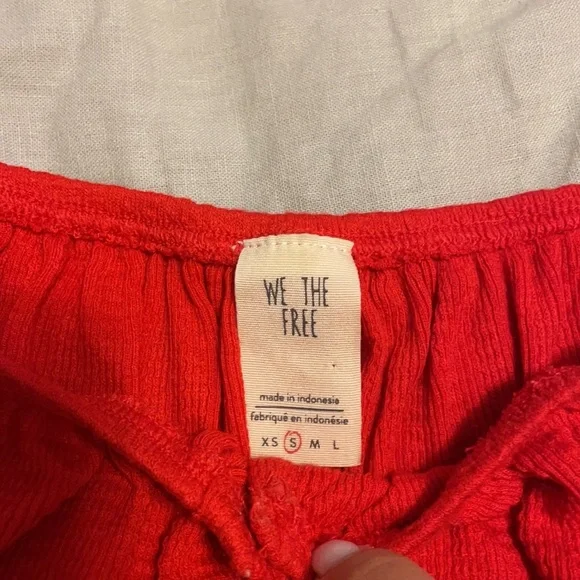 WE THE
FREE
made in indonesia
fabriqué en indonésie
XS S M L